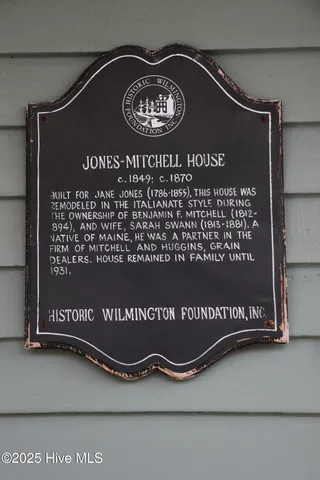 HISTORIC WILMINGTON
FOUNDATION INC.
JONES-MITCHELL HOUSE
c.1849; c.1870
BUILT FOR JANE JONES (1786-1855), THIS HOUSE WAS
REMODELED IN THE ITALIANATE STYLE DURING
THE OWNERSHIP OF BENJAMIN F. MITCHELL (1812-
894), AND WIFE, SARAH SWANN (1813-1881). A
NATIVE OF MAINE, HE WAS A PARTNER IN THE
FIRM OF MITCHELL AND HUGGINS, GRAIN
DEALERS. HOUSE REMAINED IN FAMILY UNTIL
1931.
HISTORIC WILMINGTON FOUNDATION, INC.
©2025 Hive MLS